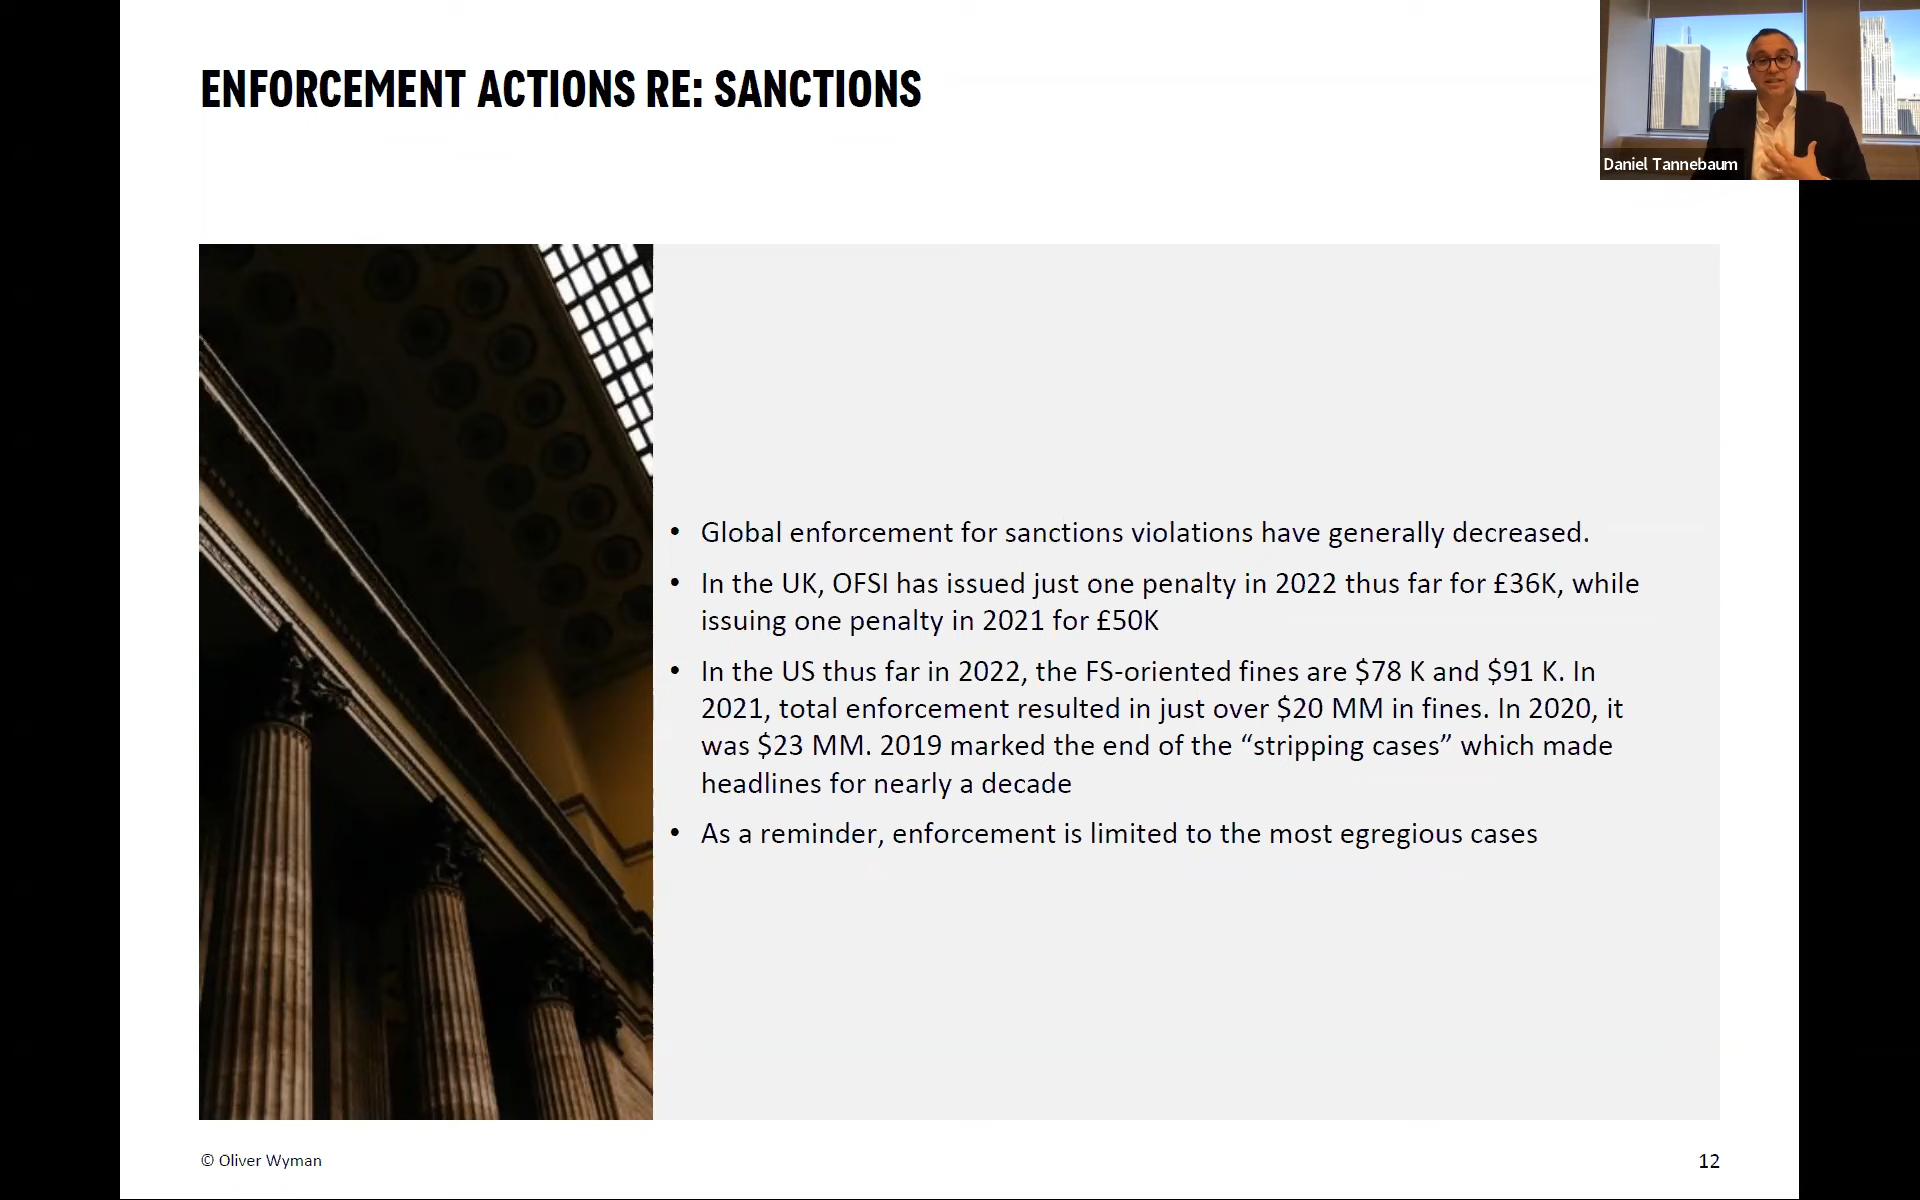 ENFORCEMENT ACTIONS RE: SANCTIONS
Daniel Tannebaum
• Global enforcement for sanctions violations have generally decreased.
• In the UK, OFSI has issued just one penalty in 2022 thus far for £36K, while
issuing one penalty in 2021 for £50K
• In the US thus far in 2022, the FS-oriented fines are $78 K and $91 K. In
2021, total enforcement resulted in just over $20 MM in fines. In 2020, it
was $23 MM. 2019 marked the end of the “stripping cases” which made
headlines for nearly a decade
• As a reminder, enforcement is limited to the most egregious cases
© Oliver Wyman
12